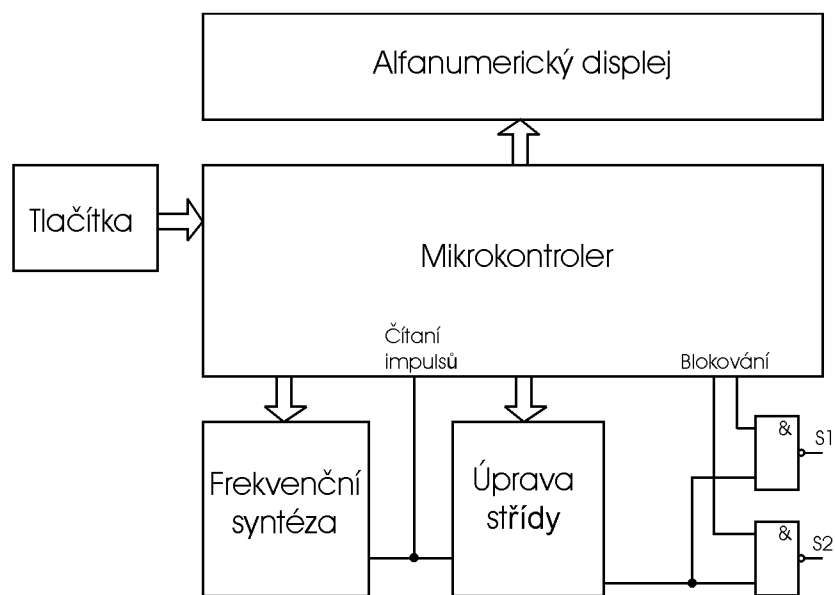 Alfanumerický displej
Tlačítka
Mikrokontroler
Čítaní
impulsů
Blokování
Frekvenční
syntéza
Úprava
střídy
&
S1
&
S2